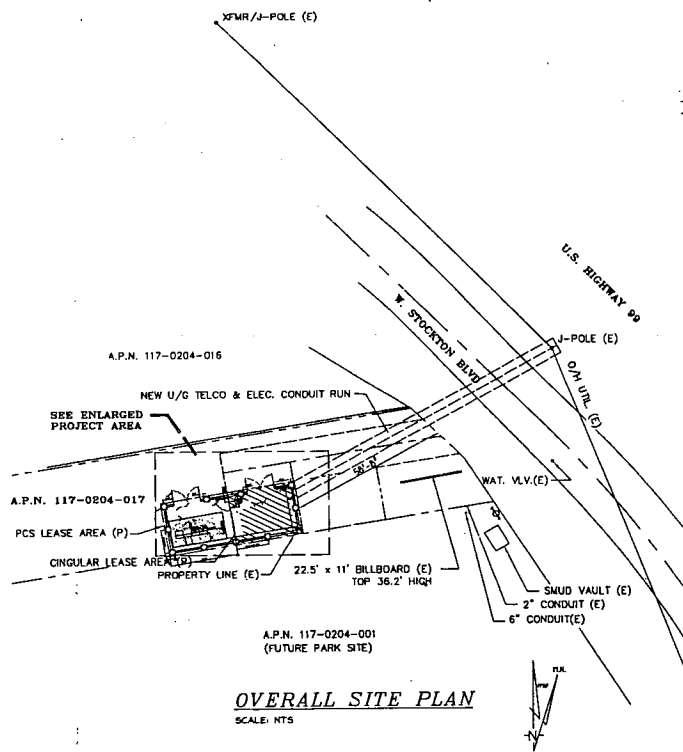 XFMR/J-POLE (E)
U.S. HIGHWAY 99
W. STOCKTON BLVD
J-POLE (E)
O/H UTIL (E)
A.P.N. 117-0204-016
NEW U/G TELCO & ELEC. CONDUIT RUN
SEE ENLARGED
PROJECT AREA
WAT. VLV.(E)
A.P.N. 117-0204-017
PCS LEASE AREA (P)
CINGULAR LEASE AREA (P)
PROPERTY LINE (E)
22.5' x 11' BILLBOARD (E)
TOP 36.2' HIGH
SMUD VAULT (E)
2" CONDUIT (E)
6" CONDUIT(E)
A.P.N. 117-0204-001
(FUTURE PARK SITE)
OVERALL SITE PLAN
SCALE: NTS
N